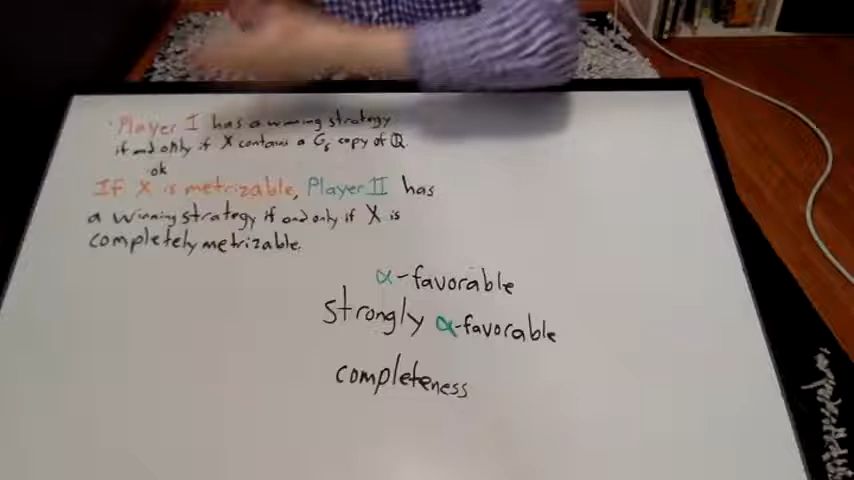 Player I has a winning strategy
if and only if X contains a Gδ copy of ℚ.
ok
If X is metrizable, Player II has
a winning strategy if and only if X is
completely metrizable.
α-favorable
strongly α-favorable
completeness